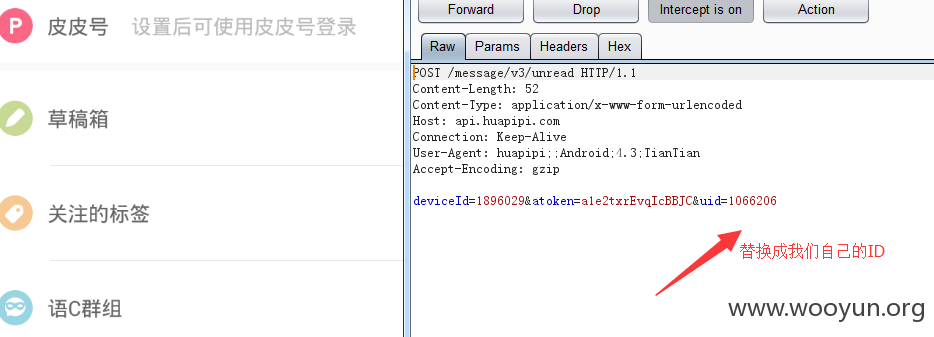 P 皮皮号 设置后可使用皮皮号登录
草稿箱
关注的标签
语C群组
Forward Drop Intercept is on Action
Raw Params Headers Hex
POST /message/v3/unread HTTP/1.1
Content-Length: 52
Content-Type: application/x-www-form-urlencoded
Host: api.huapipi.com
Connection: Keep-Alive
User-Agent: huapipi;;Android;4.3;TianTian
Accept-Encoding: gzip
deviceId=1896029&atoken=a1e2txrEvqIcBBJC&uid=1066206
替换成我们自己的ID
www.wooyun.org